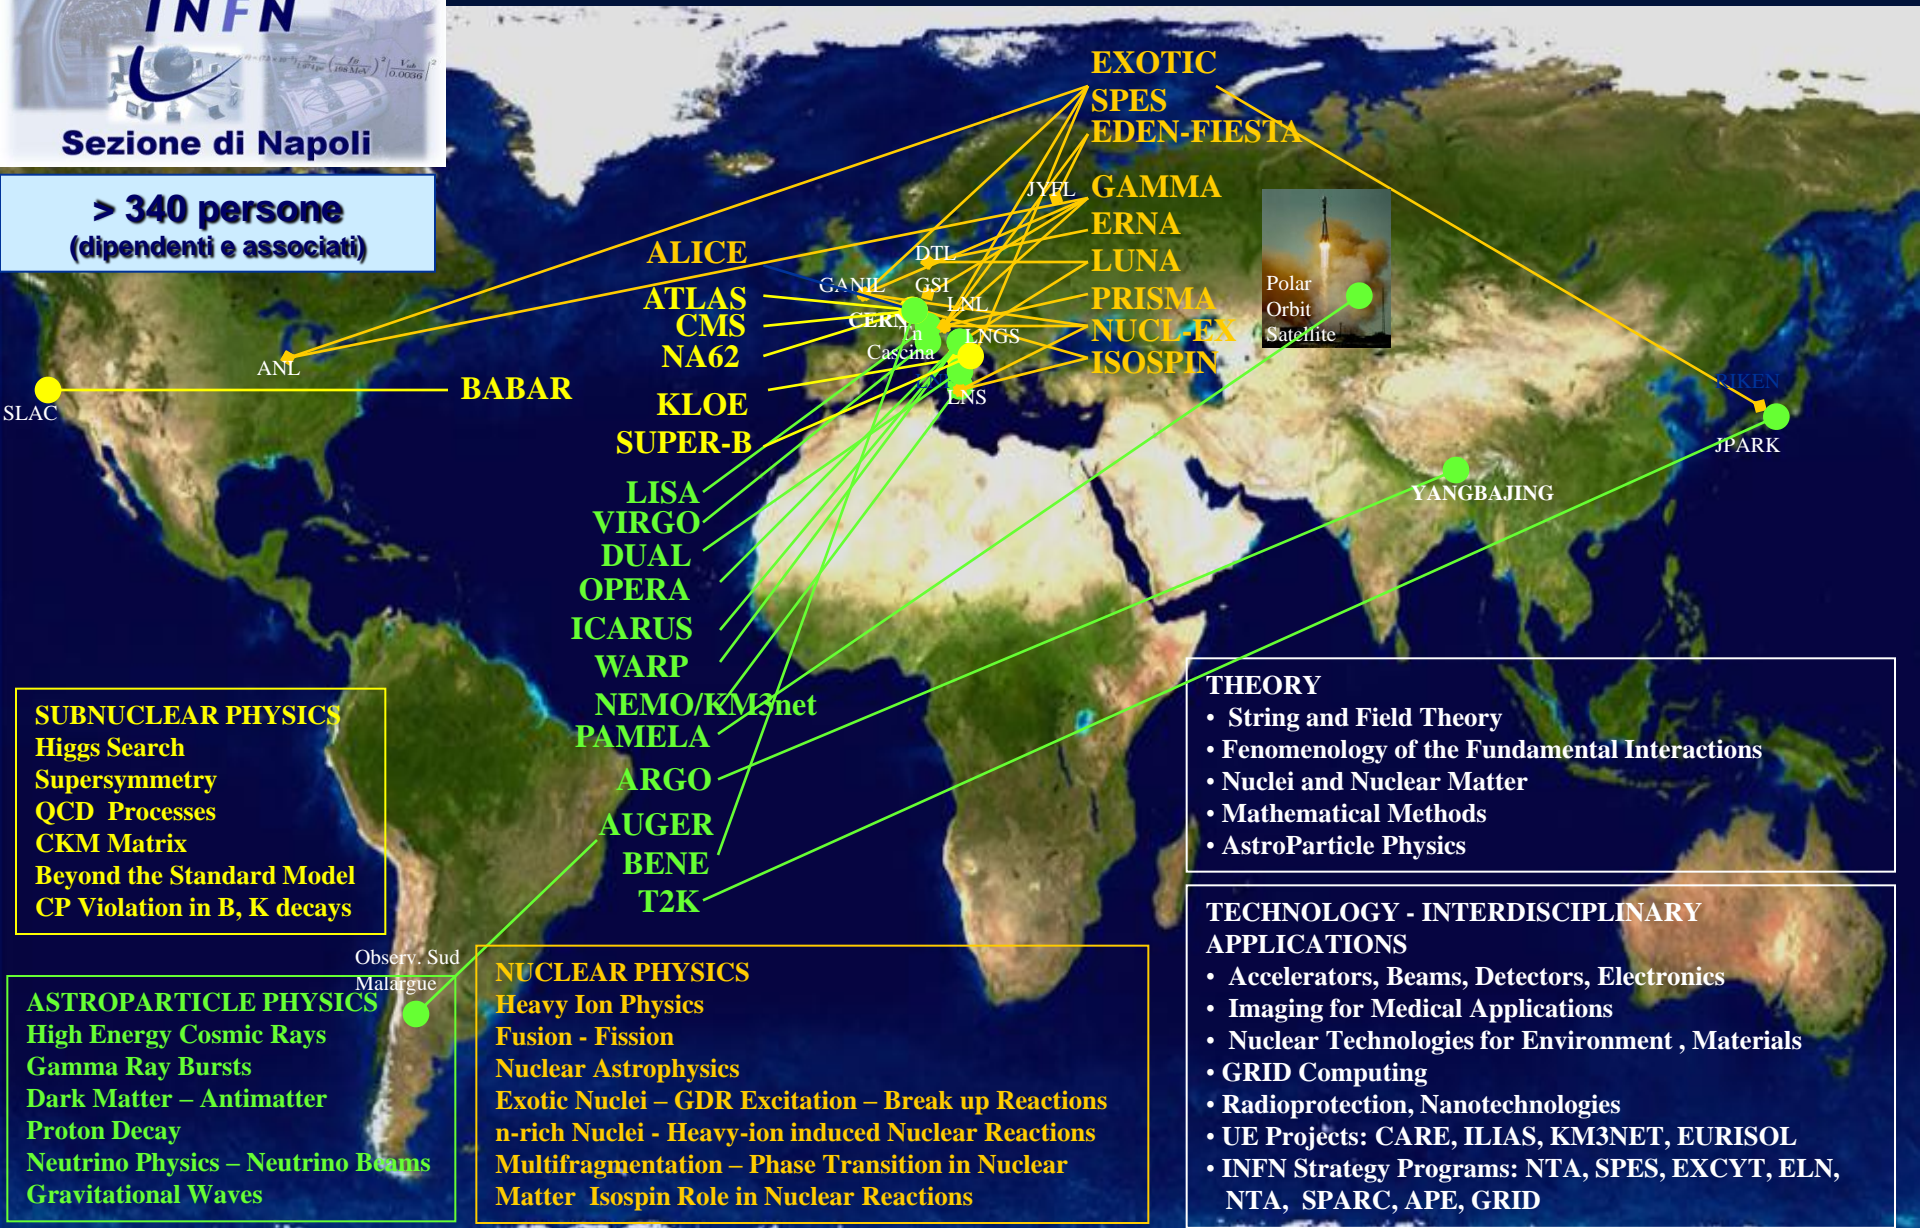 INFN
Sezione di Napoli
> 340 persone
(dipendenti e associati)
EXOTIC
SPES
EDEN-FIESTA
GAMMA
ERNA
LUNA
PRISMA
NUCL-EX
ISOSPIN
JYFL
DTL
GANIL
GSI
LNL
CERN
Cascina
LNGS
LNS
ANL
SLAC
Polar
Orbit
Satellite
RIKEN
JPARK
YANGBAJING
ALICE
ATLAS
CMS
NA62
BABAR
KLOE
SUPER-B
LISA
VIRGO
DUAL
OPERA
ICARUS
WARP
NEMO/KM3net
PAMELA
ARGO
AUGER
BENE
T2K
Observ. Sud
Malargue
SUBNUCLEAR PHYSICS
Higgs Search
Supersymmetry
QCD Processes
CKM Matrix
Beyond the Standard Model
CP Violation in B, K decays
ASTROPARTICLE PHYSICS
High Energy Cosmic Rays
Gamma Ray Bursts
Dark Matter – Antimatter
Proton Decay
Neutrino Physics – Neutrino Beams
Gravitational Waves
NUCLEAR PHYSICS
Heavy Ion Physics
Fusion - Fission
Nuclear Astrophysics
Exotic Nuclei – GDR Excitation – Break up Reactions
n-rich Nuclei - Heavy-ion induced Nuclear Reactions
Multifragmentation – Phase Transition in Nuclear
Matter Isospin Role in Nuclear Reactions
THEORY
• String and Field Theory
• Fenomenology of the Fundamental Interactions
• Nuclei and Nuclear Matter
• Mathematical Methods
• AstroParticle Physics
TECHNOLOGY - INTERDISCIPLINARY
APPLICATIONS
• Accelerators, Beams, Detectors, Electronics
• Imaging for Medical Applications
• Nuclear Technologies for Environment , Materials
• GRID Computing
• Radioprotection, Nanotechnologies
• UE Projects: CARE, ILIAS, KM3NET, EURISOL
• INFN Strategy Programs: NTA, SPES, EXCYT, ELN,
NTA, SPARC, APE, GRID